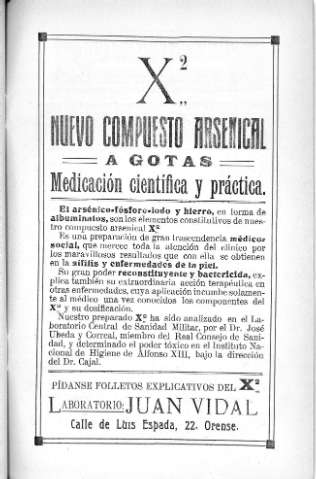 X.ª
NUEVO COMPUESTO ARSENICAL
A GOTAS
Medicación científica y práctica.
El arsénico-fósforo-iodo y hierro, en forma de
albuminatos, son los elementos constitutivos de nues-
tro compuesto arsenical X.ª
Es una preparación de gran trascendencia médico-
social, que merece toda la atención del clínico por
los maravillosos resultados que con ella se obtienen
en la sífilis y enfermedades de la piel.
Su gran poder reconstituyente y bactericida, ex-
plica también su extraordinaria acción terapéutica en
otras enfermedades, cuya aplicación incumbe solamen-
te al médico una vez conocidos los componentes del
X.ª y su dosificación.
Nuestro preparado X.ª ha sido analizado en el La-
boratorio Central de Sanidad Militar, por el Dr. José
Ubeda y Correal, miembro del Real Consejo de Sani-
dad, y determinado el poder tóxico en el Instituto Na-
cional de Higiene de Alfonso XIII, bajo la dirección
del Dr. Cajal.
PÍDANSE FOLLETOS EXPLICATIVOS DEL X.ª
LABORATORIO: JUAN VIDAL
Calle de Luis Espada, 22- Orense.